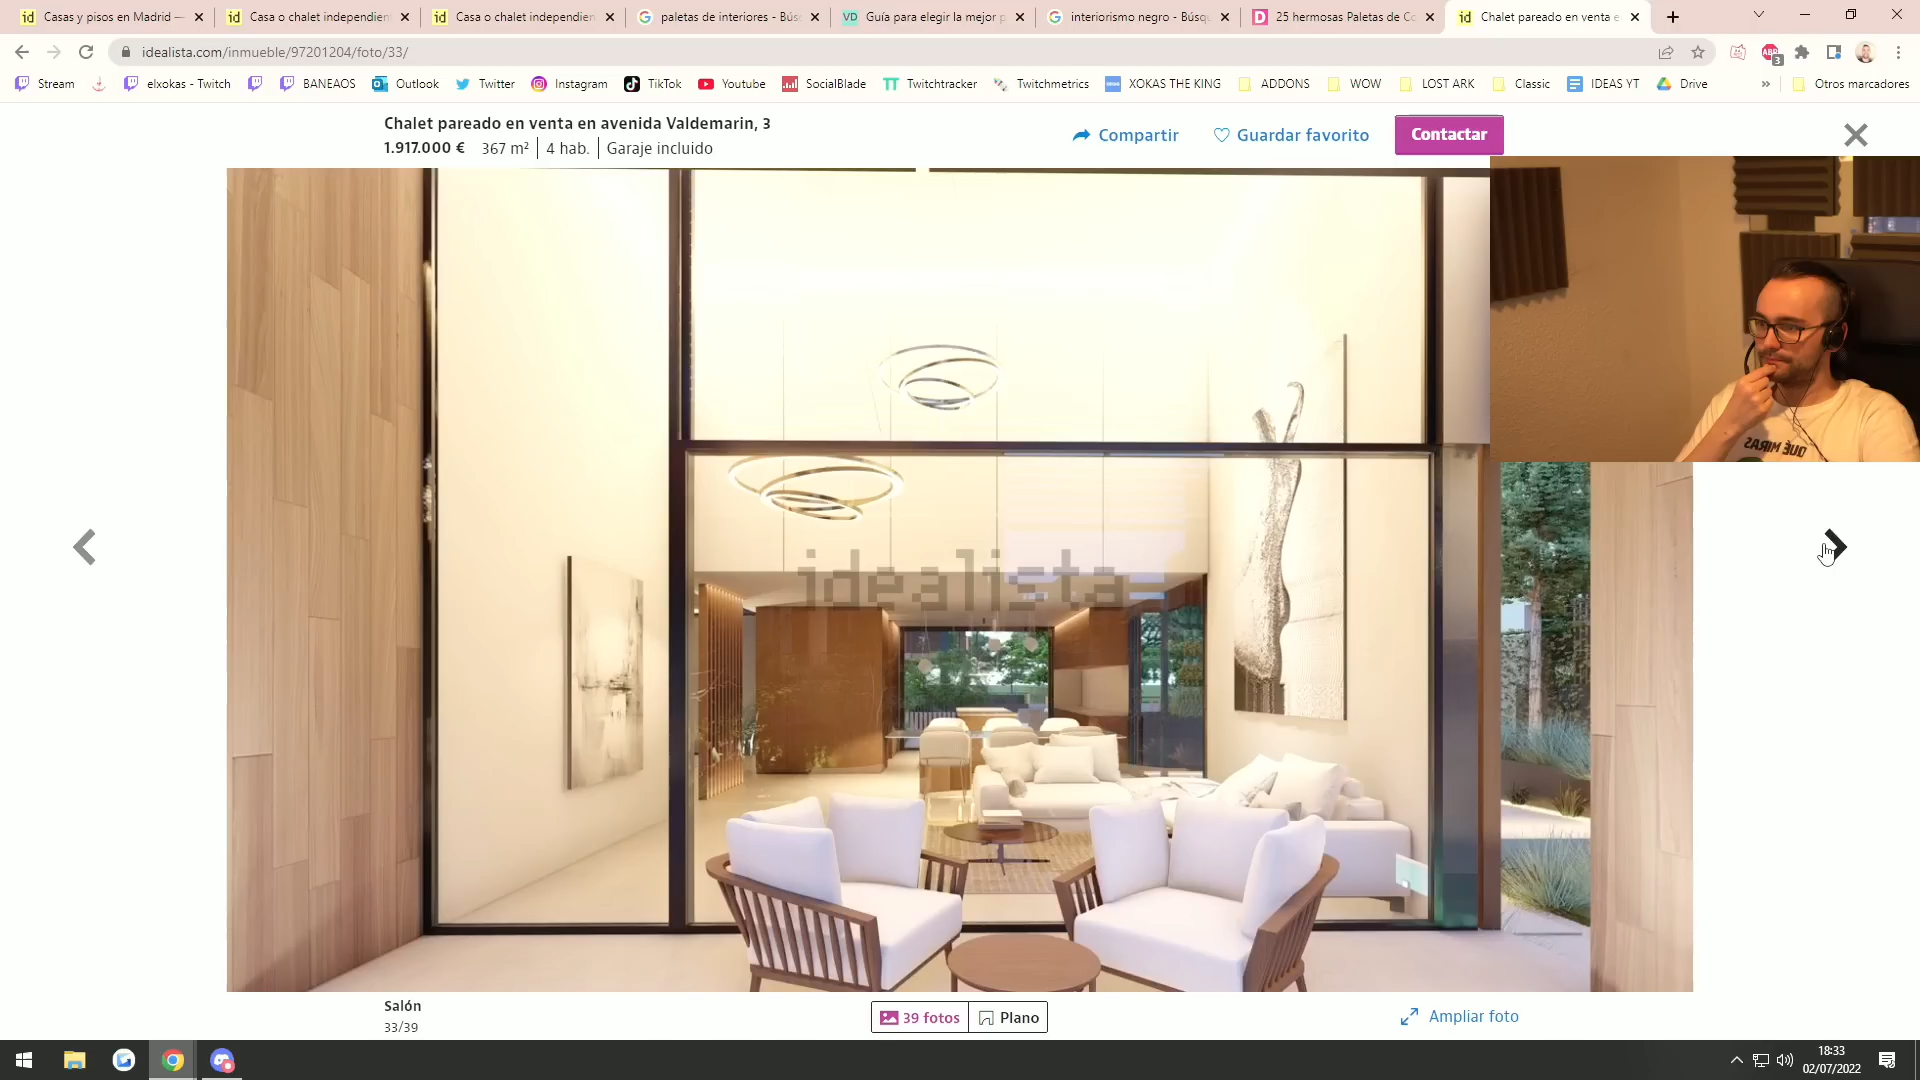 Casas y pisos en Madrid —
Casa o chalet independien
Casa o chalet independien
paletas de interiores - Bús
Guía para elegir la mejor p
interiorismo negro - Búsqu
25 hermosas Paletas de Co
Chalet pareado en venta e
idealista.com/inmueble/97201204/foto/33/
Stream
elxokas - Twitch
BANEAOS
Outlook
Twitter
Instagram
TikTok
Youtube
SocialBlade
Twitchtracker
Twitchmetrics
XOKAS THE KING
ADDONS
WOW
LOST ARK
Classic
IDEAS YT
Drive
»
Otros marcadores
Chalet pareado en venta en avenida Valdemarin, 3
1.917.000 € 367 m² 4 hab. Garaje incluido
Compartir
Guardar favorito
Contactar
QUÉ MIRAS
idealista
Salón
33/39
39 fotos
Plano
Ampliar foto
18:33
02/07/2022